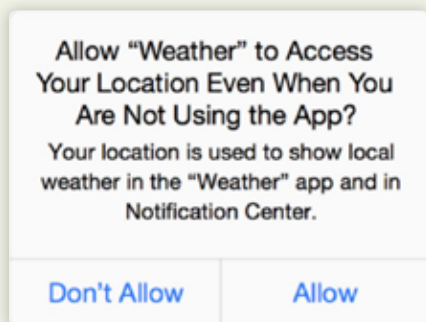 Allow “Weather” to Access
Your Location Even When You
Are Not Using the App?
Your location is used to show local
weather in the “Weather” app and in
Notification Center.
Don't Allow
Allow